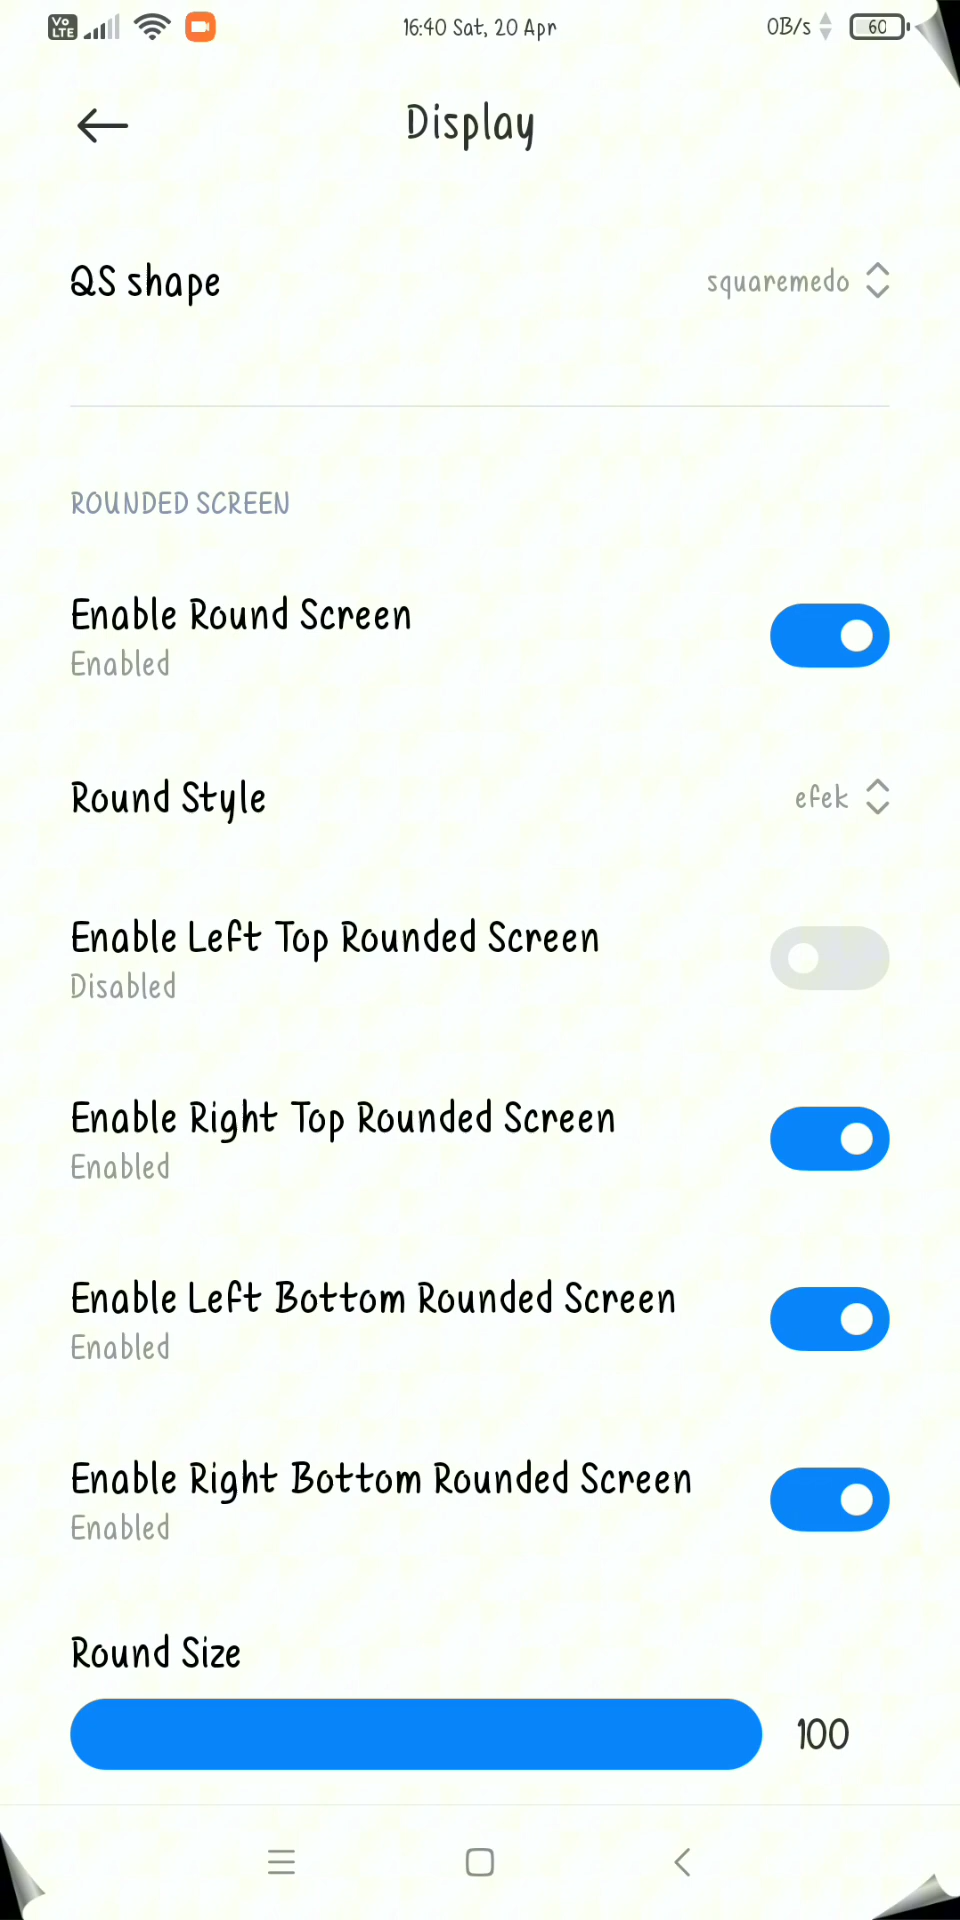 Vo LTE 16:40 Sat, 20 Apr 0B/s 60
Display
QS shape squaremedo
ROUNDED SCREEN
Enable Round Screen
Enabled
Round Style efek
Enable Left Top Rounded Screen
Disabled
Enable Right Top Rounded Screen
Enabled
Enable Left Bottom Rounded Screen
Enabled
Enable Right Bottom Rounded Screen
Enabled
Round Size
100